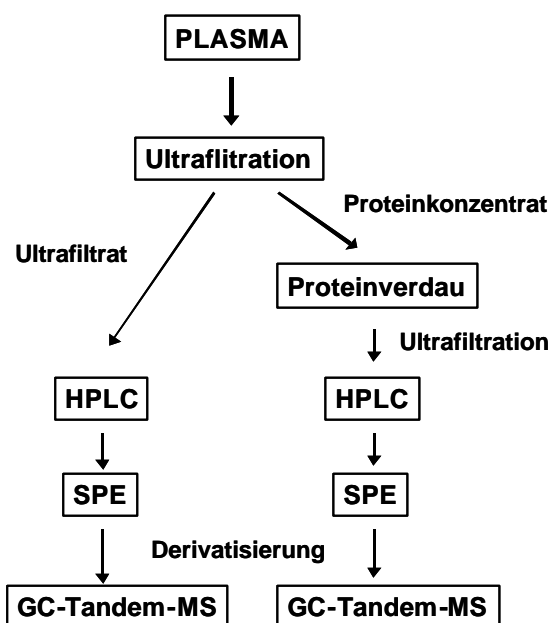 PLASMA
Ultraflitration
Proteinkonzentrat
Ultrafiltrat
Proteinverdau
Ultrafiltration
HPLC
HPLC
SPE
SPE
Derivatisierung
GC-Tandem-MS
GC-Tandem-MS